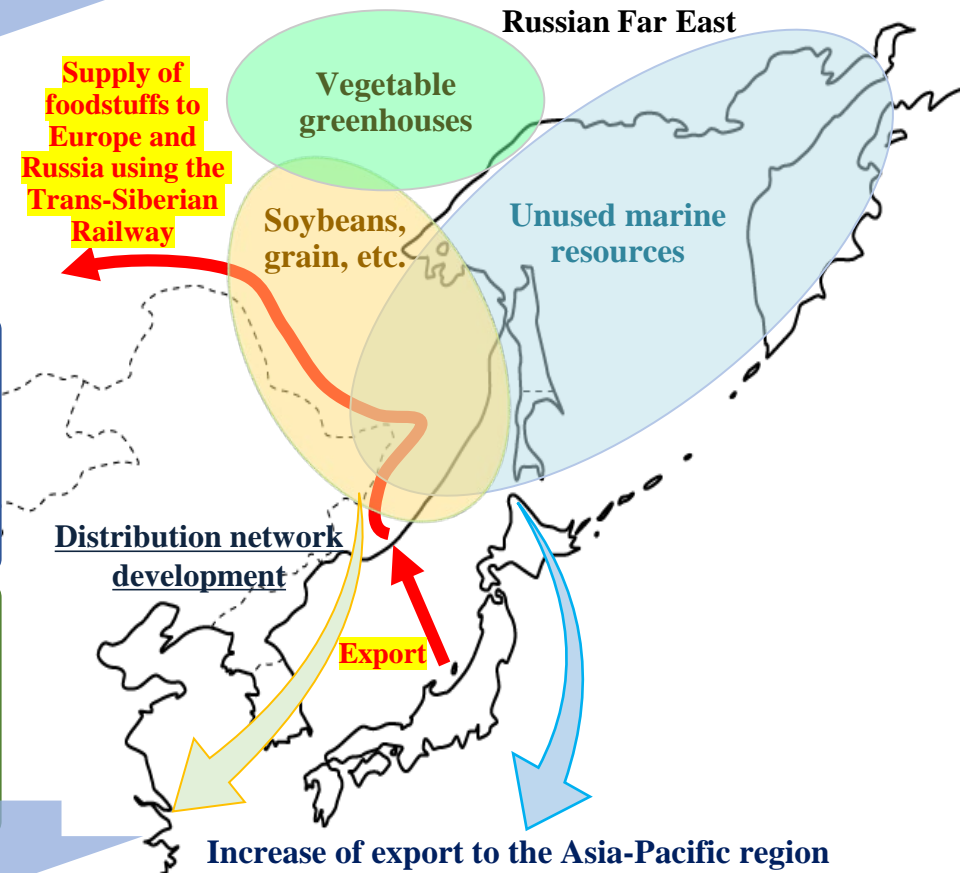 Russian Far East
Supply of
foodstuffs to
Europe and
Russia using the
Trans-Siberian
Railway
Vegetable
greenhouses
Soybeans,
grain, etc.
Unused marine
resources
Distribution network
development
Export
Increase of export to the Asia-Pacific region